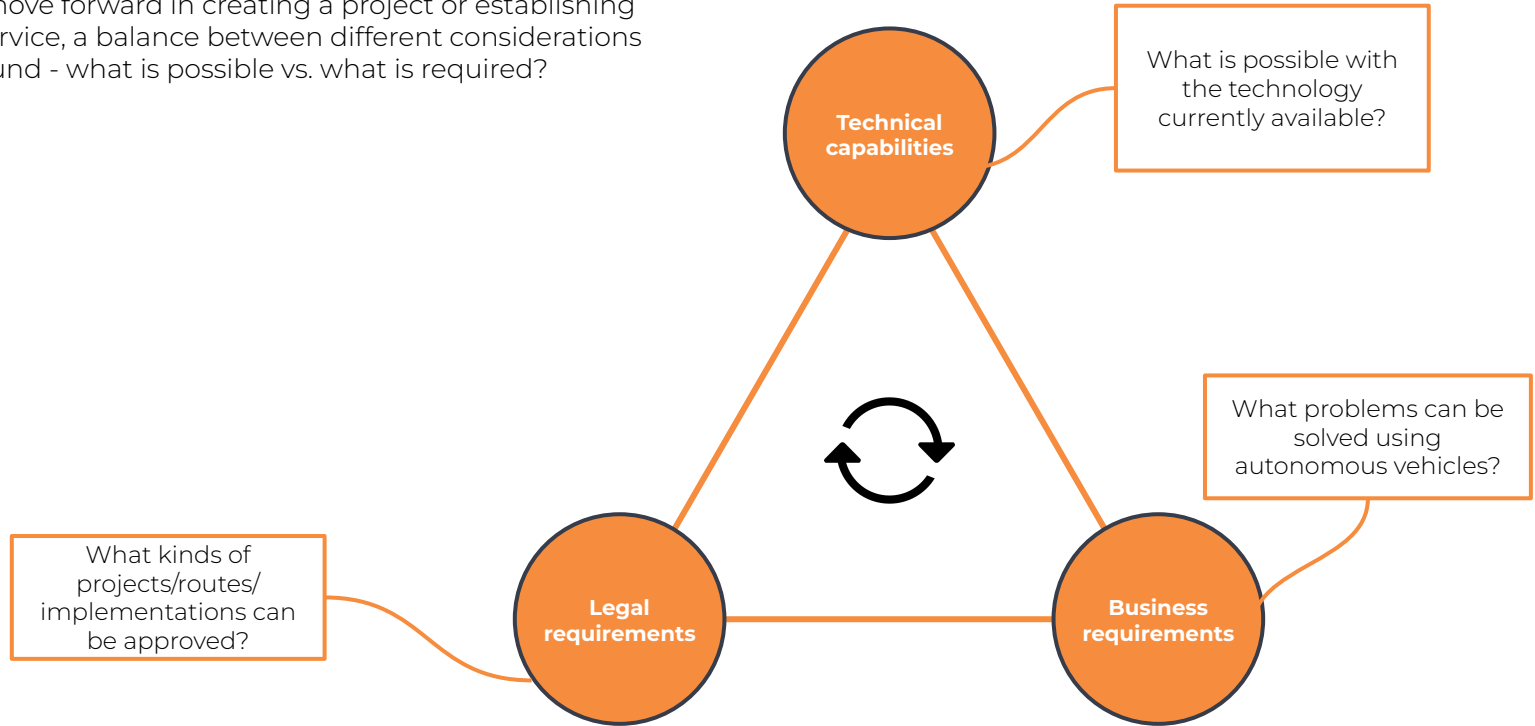 move forward in creating a project or establishing
service, a balance between different considerations
und - what is possible vs. what is required?
Technical
capabilities
What is possible with
the technology
currently available?
What problems can be
solved using
autonomous vehicles?
What kinds of
projects/routes/
implementations can
be approved?
Legal
requirements
Business
requirements